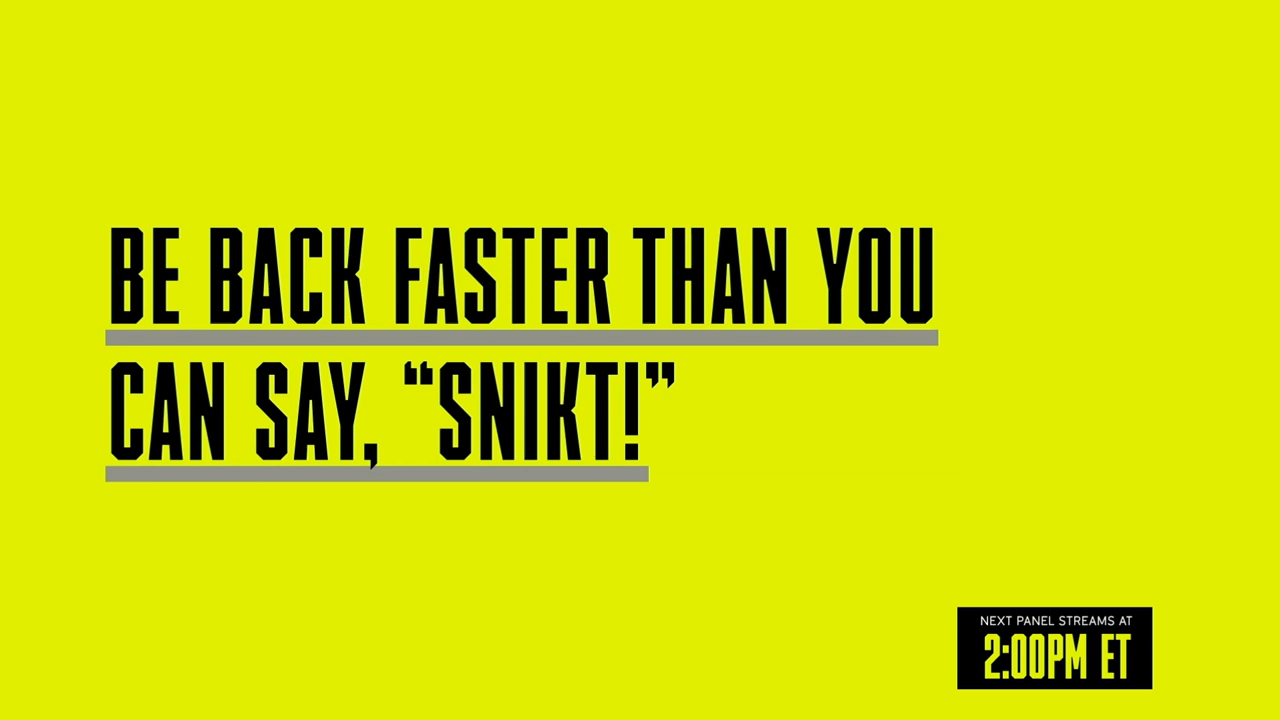 BE BACK FASTER THAN YOU
CAN SAY, “SNIKT!”
NEXT PANEL STREAMS AT
2:00PM ET